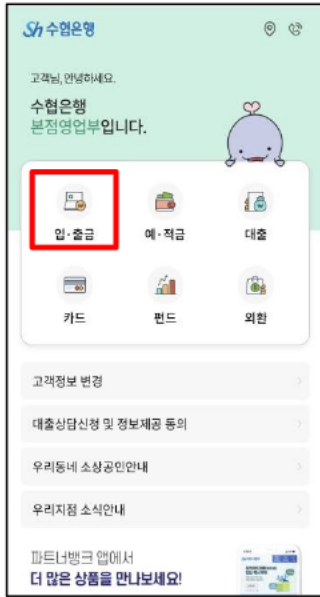 Sh 수협은행
고객님, 안녕하세요.
수협은행
본점영업부입니다.
입·출금
예·적금
대출
카드
펀드
외환
고객정보 변경
대출상담신청 및 정보제공 동의
우리동네 소상공인안내
우리지점 소식안내
파트너뱅크 앱에서
더 많은 상품을 만나보세요!